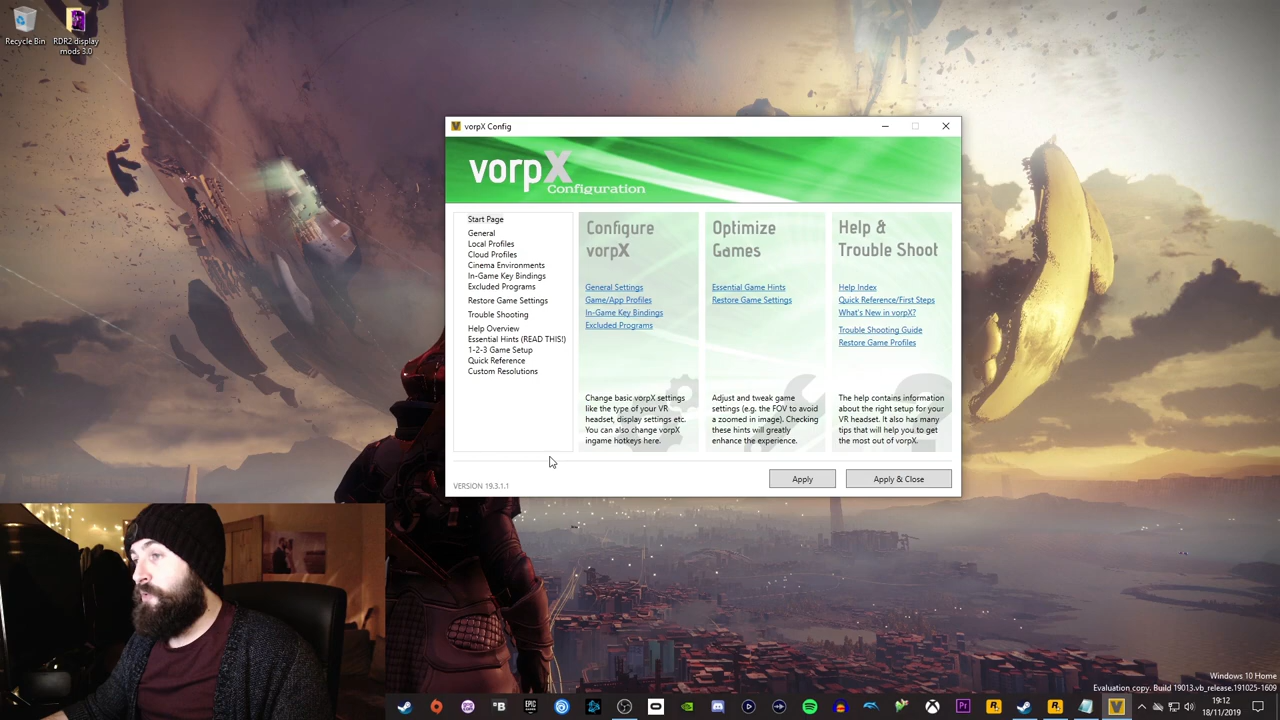 Recycle Bin
RDR2 display
mods 3.0
vorpX Config
vorpX
Configuration
Start Page
General
Local Profiles
Cloud Profiles
Cinema Environments
In-Game Key Bindings
Excluded Programs
Restore Game Settings
Trouble Shooting
Help Overview
Essential Hints (READ THIS!)
1-2-3 Game Setup
Quick Reference
Custom Resolutions
Configure
vorpX
General Settings
Game/App Profiles
In-Game Key Bindings
Excluded Programs
Change basic vorpX settings
like the type of your VR
headset, display settings etc.
You can also change vorpX
ingame hotkeys here.
Optimize
Games
Essential Game Hints
Restore Game Settings
Adjust and tweak game
settings (e.g. the FOV to avoid
a zoomed in image). Checking
these hints will greatly
enhance the experience.
Help &
Trouble Shoot
Help Index
Quick Reference/First Steps
What's New in vorpX?
Trouble Shooting Guide
Restore Game Profiles
The help contains information
about the right setup for your
VR headset. It also has many
tips that will help you to get
the most out of vorpX.
VERSION 19.3.1.1
Apply
Apply & Close
Windows 10 Home
Evaluation copy. Build 19013.vb_release.191025-1609
B
EPIC
GAMES
Pr
R
R
V
19:12
18/11/2019